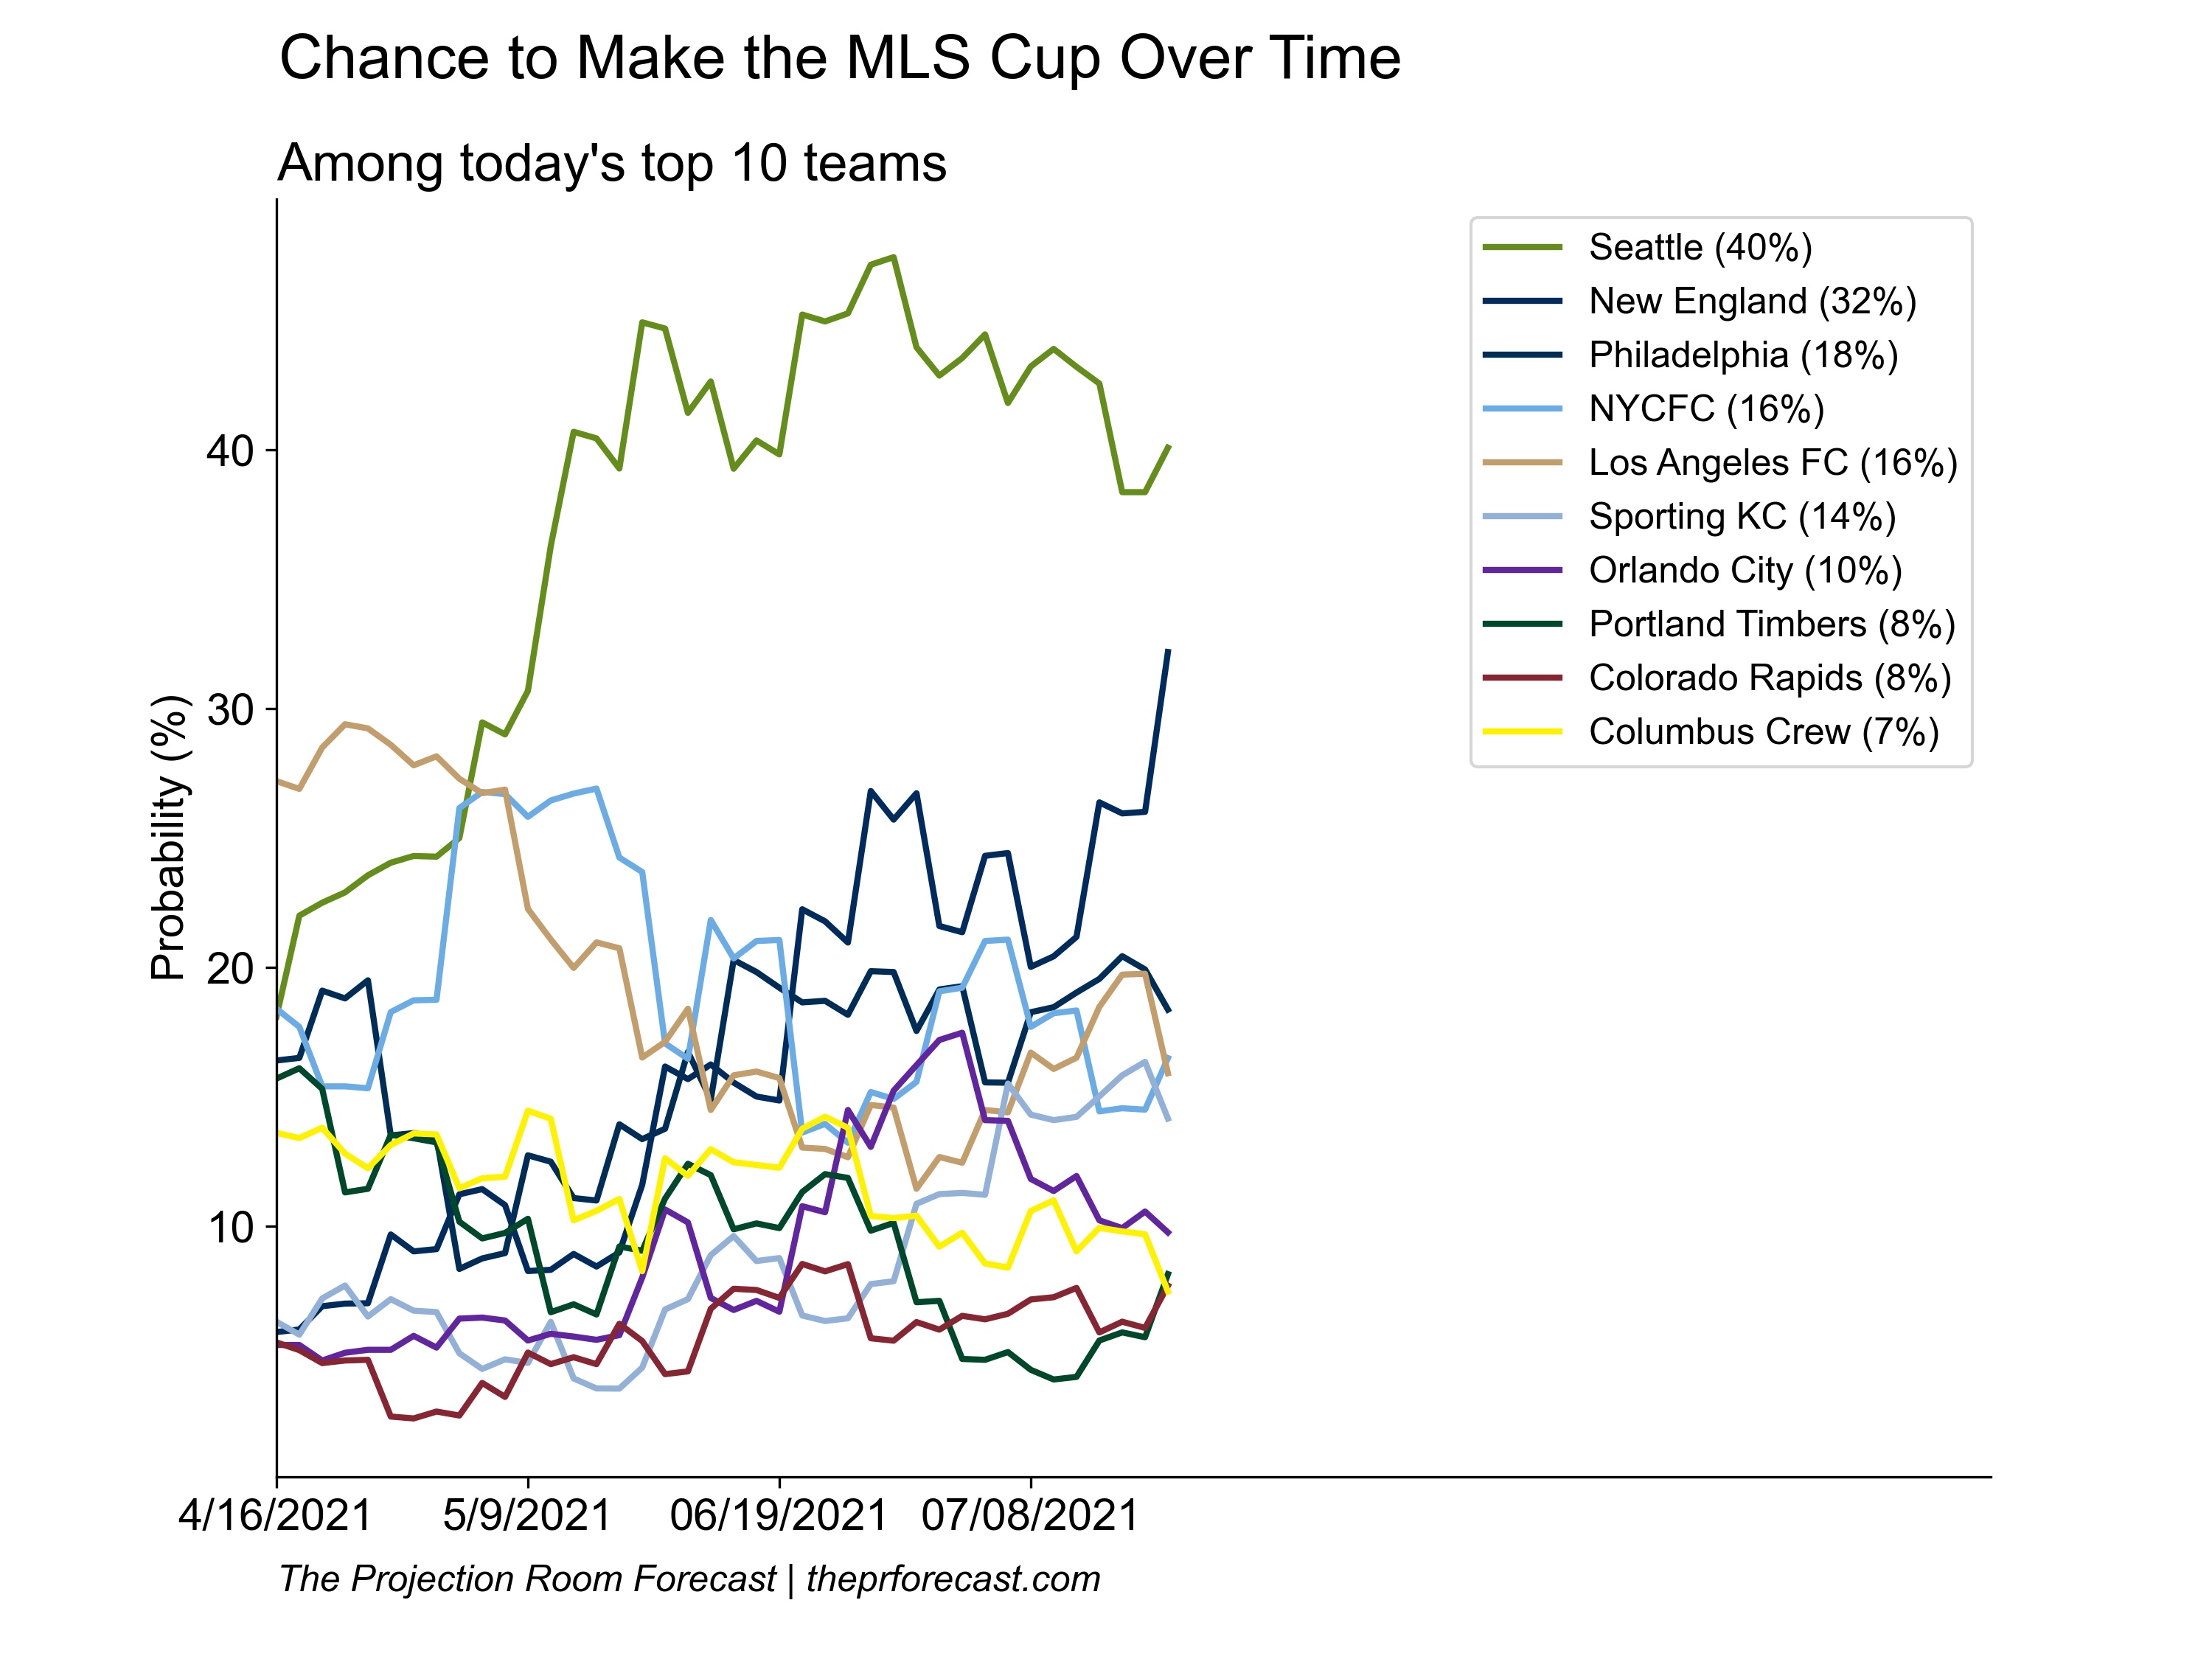 Chance to Make the MLS Cup Over Time
Among today's top 10 teams
Seattle (40%)
New England (32%)
Philadelphia (18%)
NYCFC (16%)
Los Angeles FC (16%)
Sporting KC (14%)
Orlando City (10%)
Portland Timbers (8%)
Colorado Rapids (8%)
Columbus Crew (7%)
Probability (%)
40
30
20
10
4/16/2021 5/9/2021 06/19/2021 07/08/2021
The Projection Room Forecast | theprforecast.com